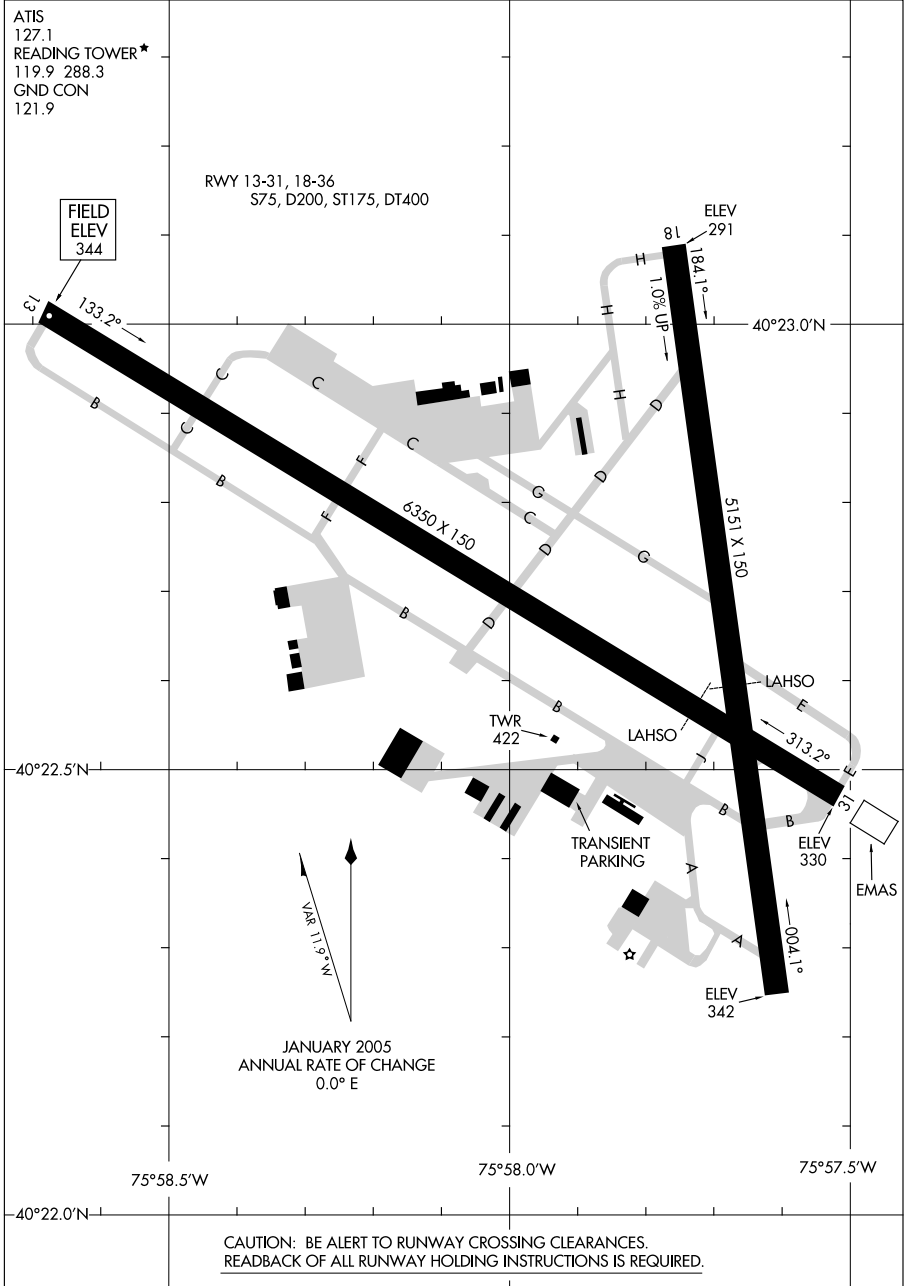 ATIS
127.1
READING TOWER★
119.9 288.3
GND CON
121.9
RWY 13-31, 18-36
S75, D200, ST175, DT400
FIELD
ELEV
344
13
133.2°
18
ELEV
291
184.1°
1.0% UP
40°23.0'N
H
H
H
C
C
C
C
C
B
B
B
B
B
B
F
F
D
D
D
D
G
G
6350 X 150
5151 X 150
LAHSO
LAHSO
E
E
J
313.2°
31
TWR
422
40°22.5'N
TRANSIENT
PARKING
ELEV
330
EMAS
A
A
004.1°
ELEV
342
VAR 11.9° W
JANUARY 2005
ANNUAL RATE OF CHANGE
0.0° E
75°58.5'W
75°58.0'W
75°57.5'W
40°22.0'N
CAUTION: BE ALERT TO RUNWAY CROSSING CLEARANCES.
READBACK OF ALL RUNWAY HOLDING INSTRUCTIONS IS REQUIRED.